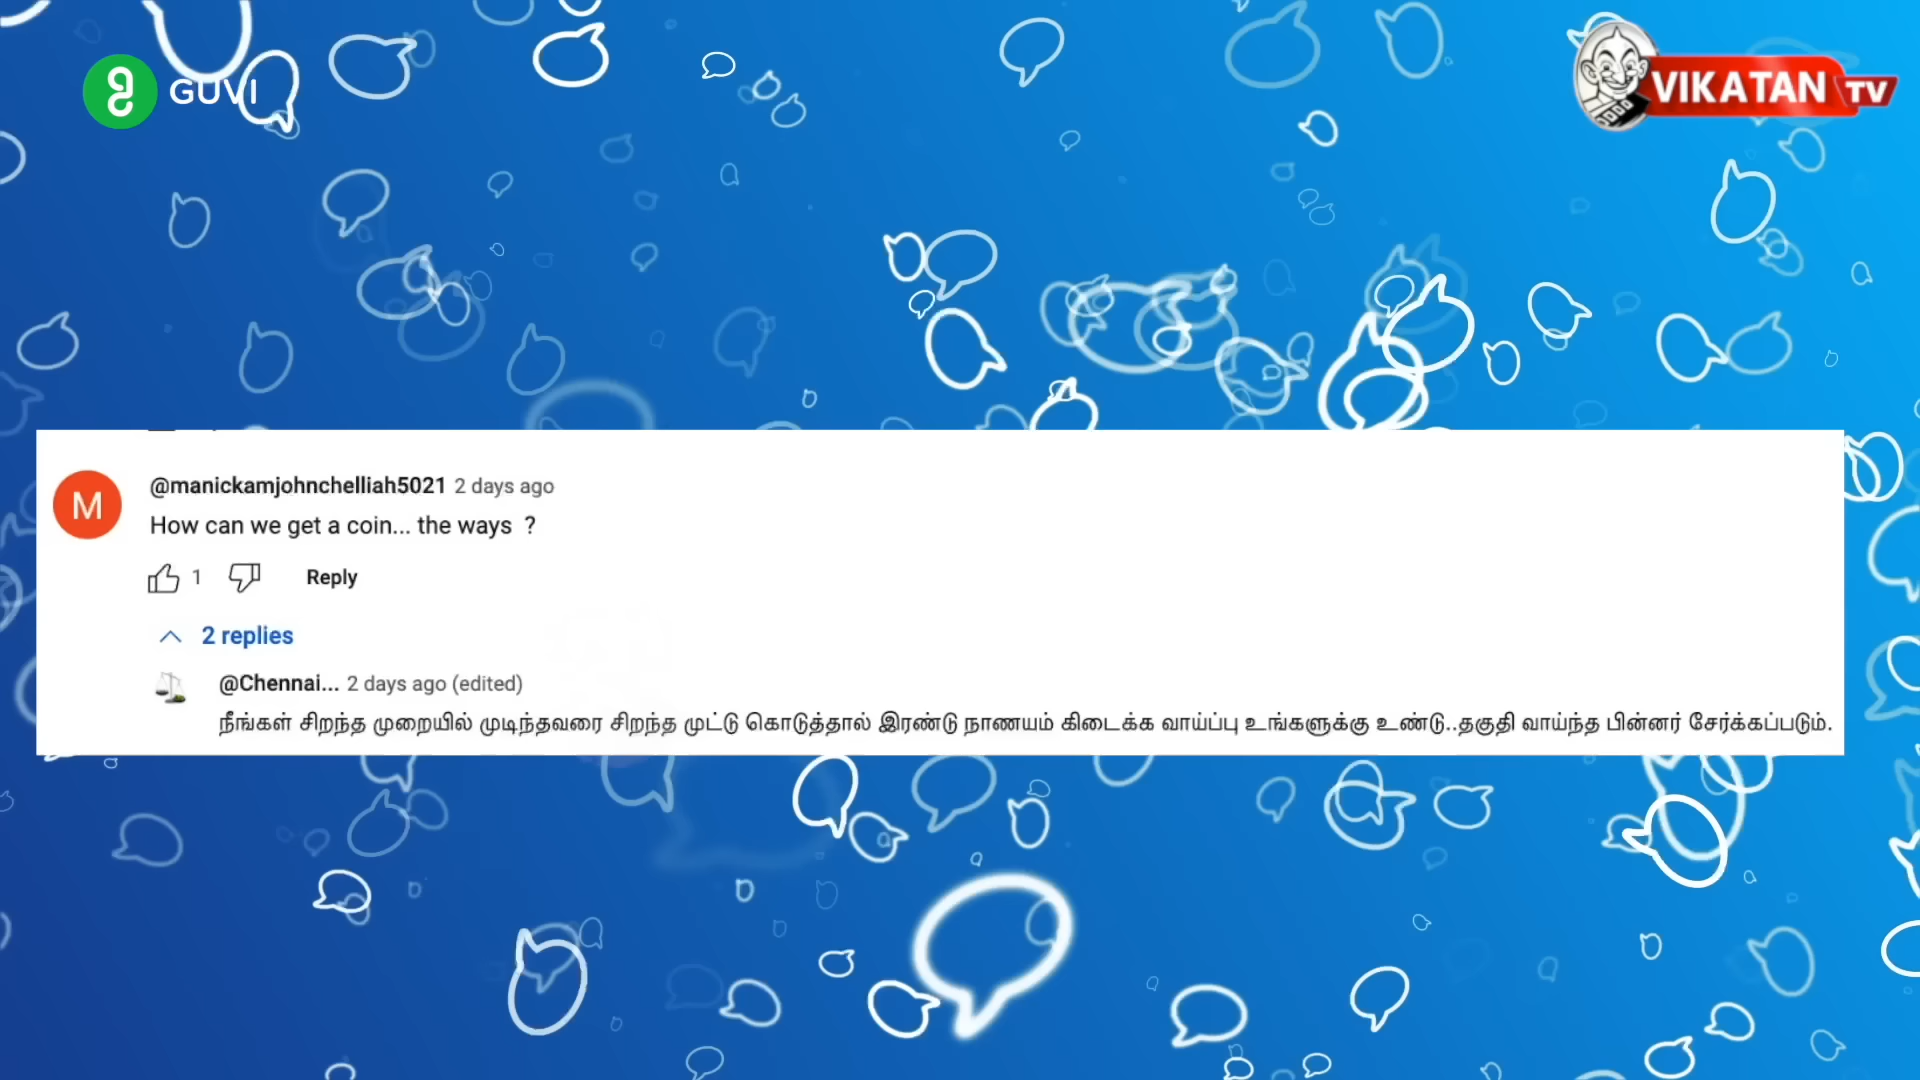 GUVI
VIKATAN TV
M
@manickamjohnchelliah5021 2 days ago
How can we get a coin... the ways ?
1 Reply
2 replies
@Chennai... 2 days ago (edited)
நீங்கள் சிறந்த முறையில் முடிந்தவரை சிறந்த முட்டு கொடுத்தால் இரண்டு நாணயம் கிடைக்க வாய்ப்பு உங்களுக்கு உண்டு..தகுதி வாய்ந்த பின்னர் சேர்க்கப்படும்.